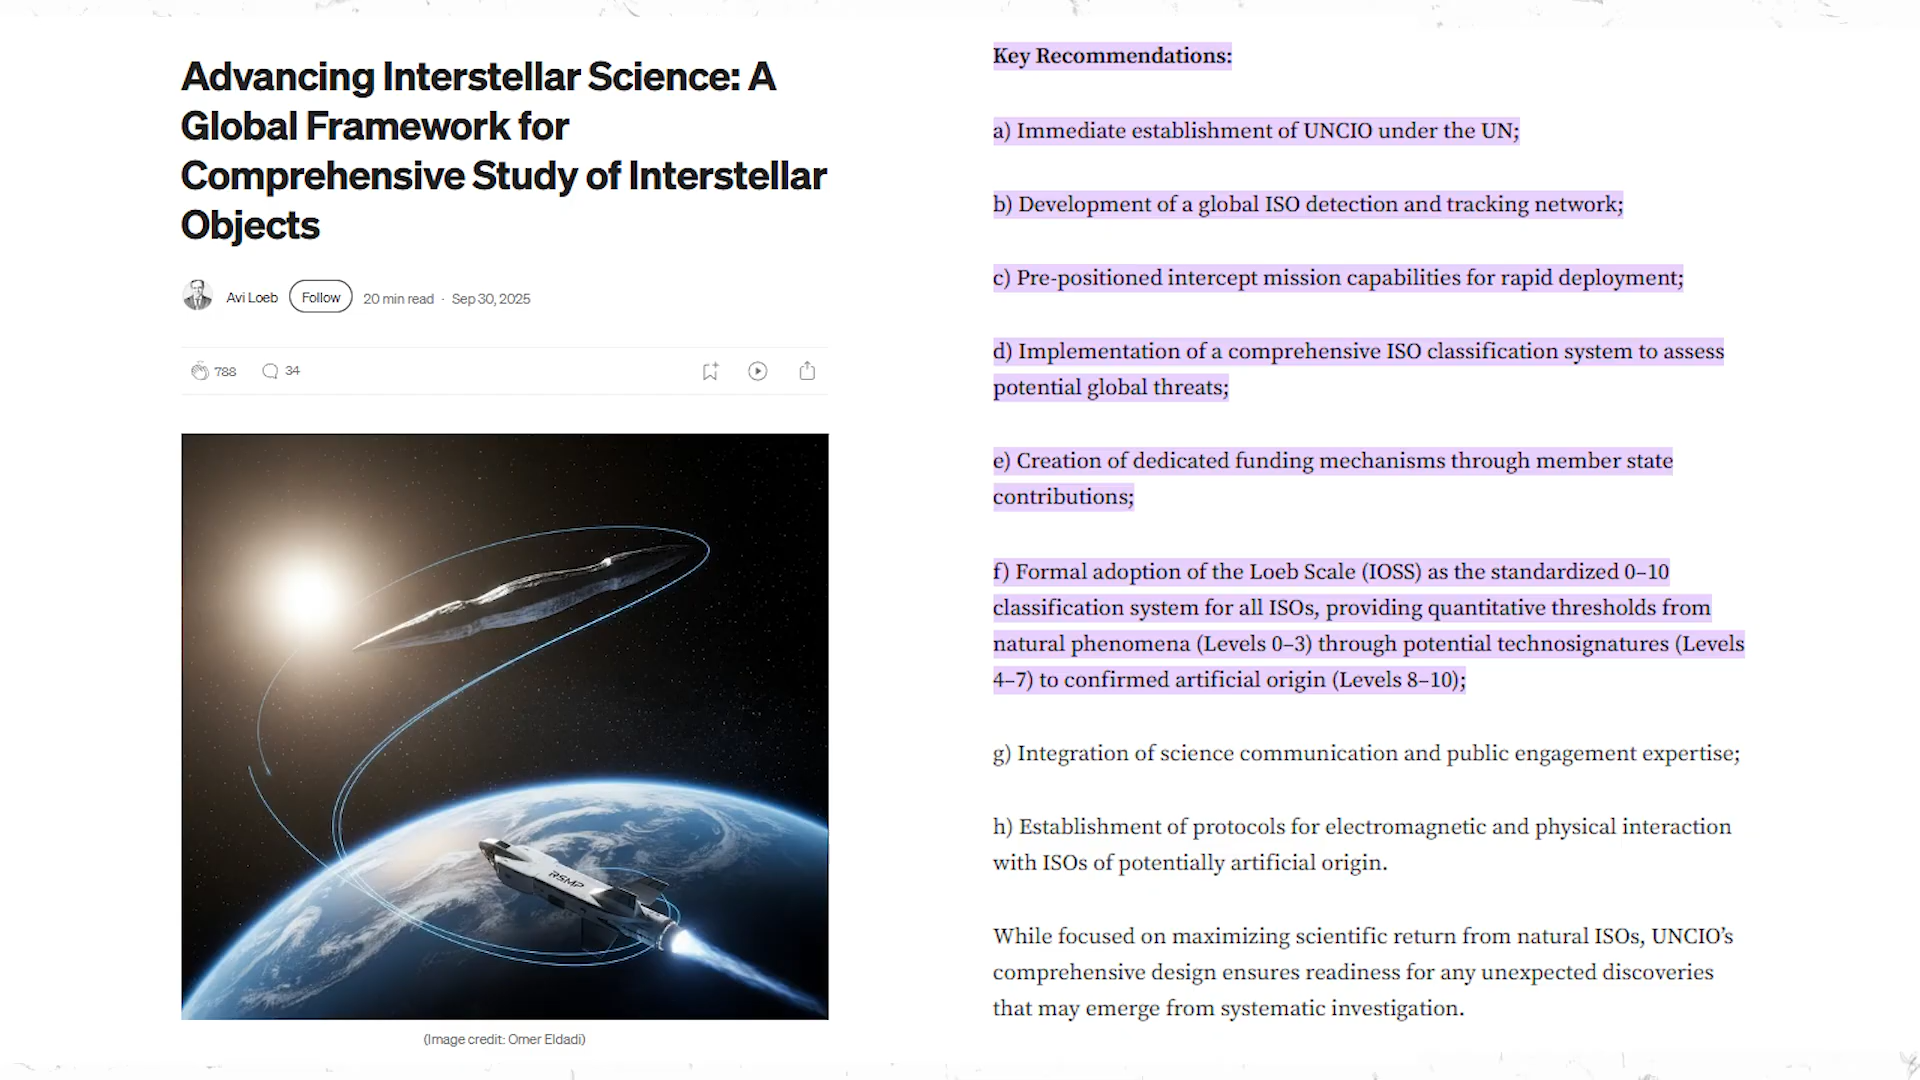 Advancing Interstellar Science: A
Global Framework for
Comprehensive Study of Interstellar
Objects
Avi Loeb Follow 20 min read · Sep 30, 2025
788 34
RSMP
(Image credit: Omer Eldadi)
Key Recommendations:
a) Immediate establishment of UNCIO under the UN;
b) Development of a global ISO detection and tracking network;
c) Pre-positioned intercept mission capabilities for rapid deployment;
d) Implementation of a comprehensive ISO classification system to assess
potential global threats;
e) Creation of dedicated funding mechanisms through member state
contributions;
f) Formal adoption of the Loeb Scale (IOSS) as the standardized 0–10
classification system for all ISOs, providing quantitative thresholds from
natural phenomena (Levels 0–3) through potential technosignatures (Levels
4–7) to confirmed artificial origin (Levels 8–10);
g) Integration of science communication and public engagement expertise;
h) Establishment of protocols for electromagnetic and physical interaction
with ISOs of potentially artificial origin.
While focused on maximizing scientific return from natural ISOs, UNCIO’s
comprehensive design ensures readiness for any unexpected discoveries
that may emerge from systematic investigation.